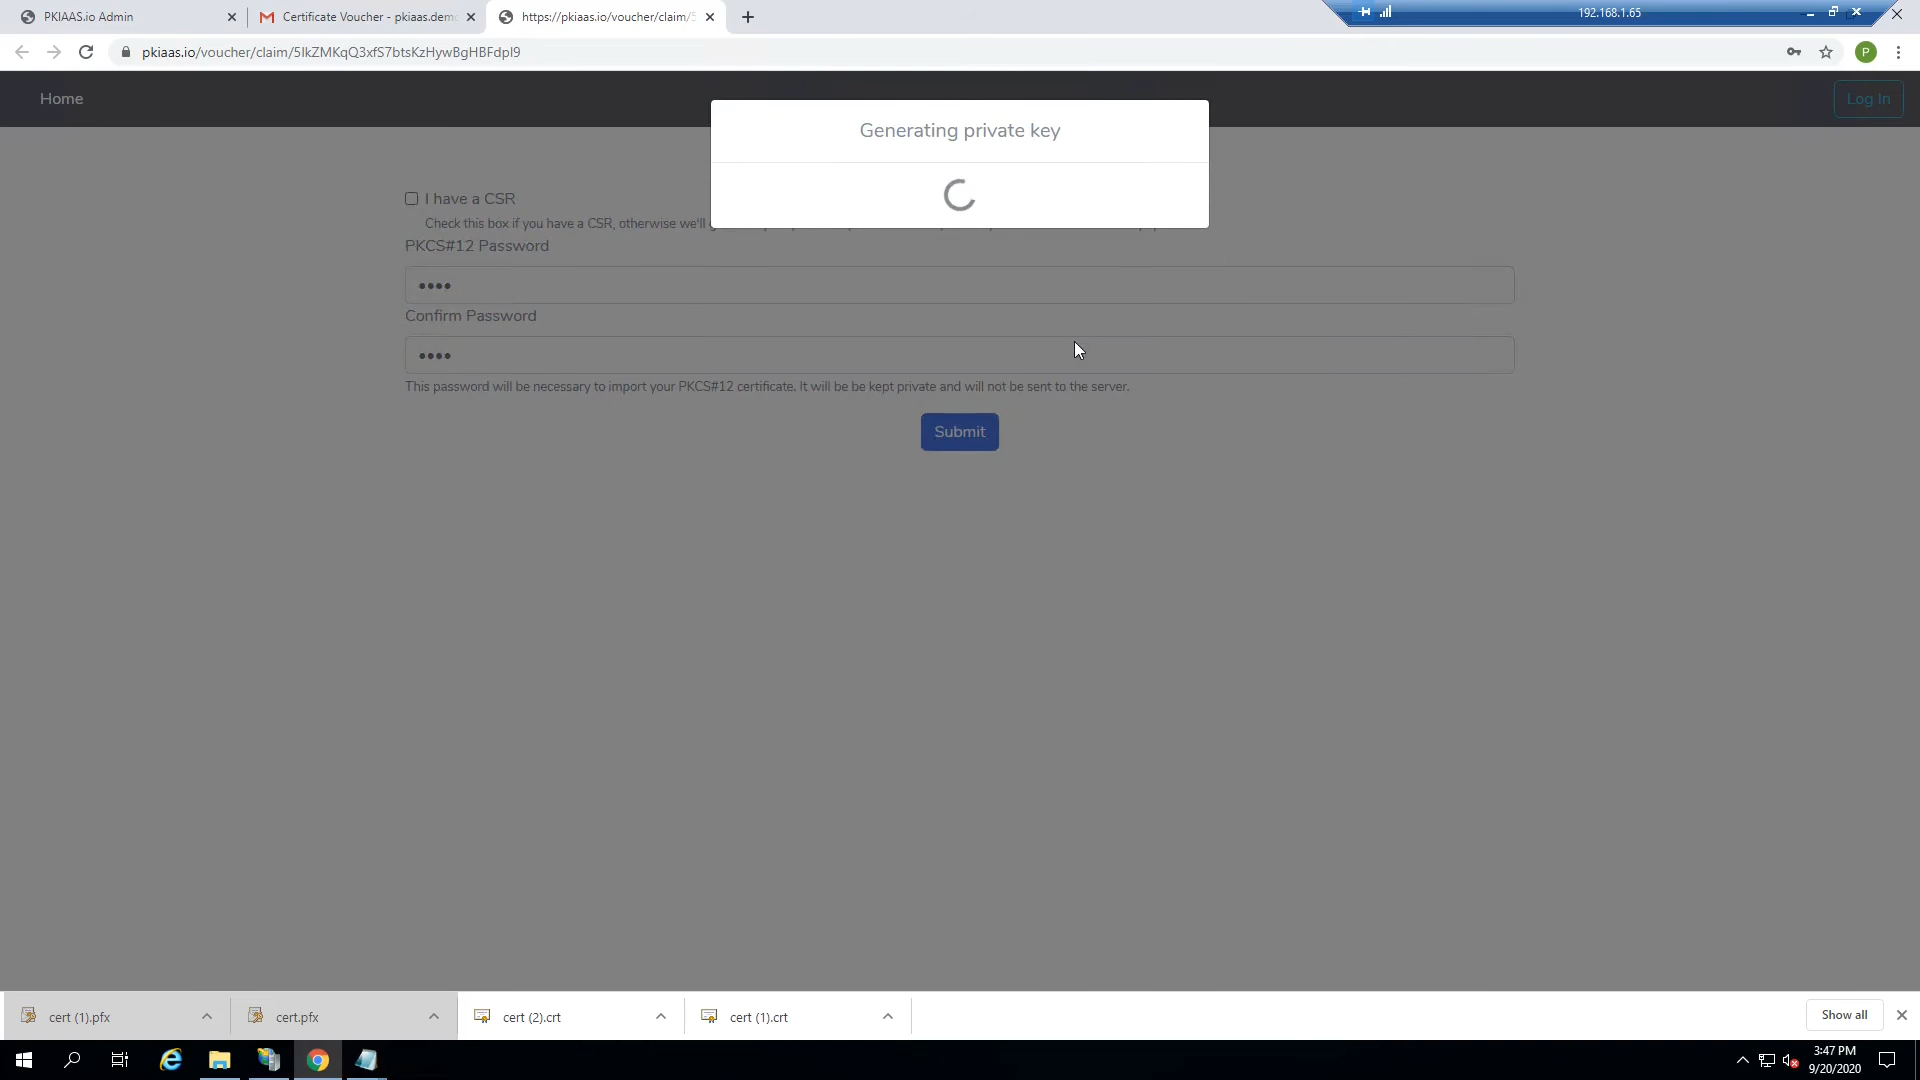 PKIAAS.io Admin
Certificate Voucher - pkiaas.demo
https://pkiaas.io/voucher/claim/5
192.168.1.65
pkiaas.io/voucher/claim/5IkZMKqQ3xfS7btsKzHywBgHBFdpI9
P
Home
Log In
Generating private key
I have a CSR
Check this box if you have a CSR, otherwise we'll
PKCS#12 Password
••••
Confirm Password
••••
This password will be necessary to import your PKCS#12 certificate. It will be be kept private and will not be sent to the server.
Submit
cert (1).pfx
cert.pfx
cert (2).crt
cert (1).crt
Show all
3:47 PM
9/20/2020